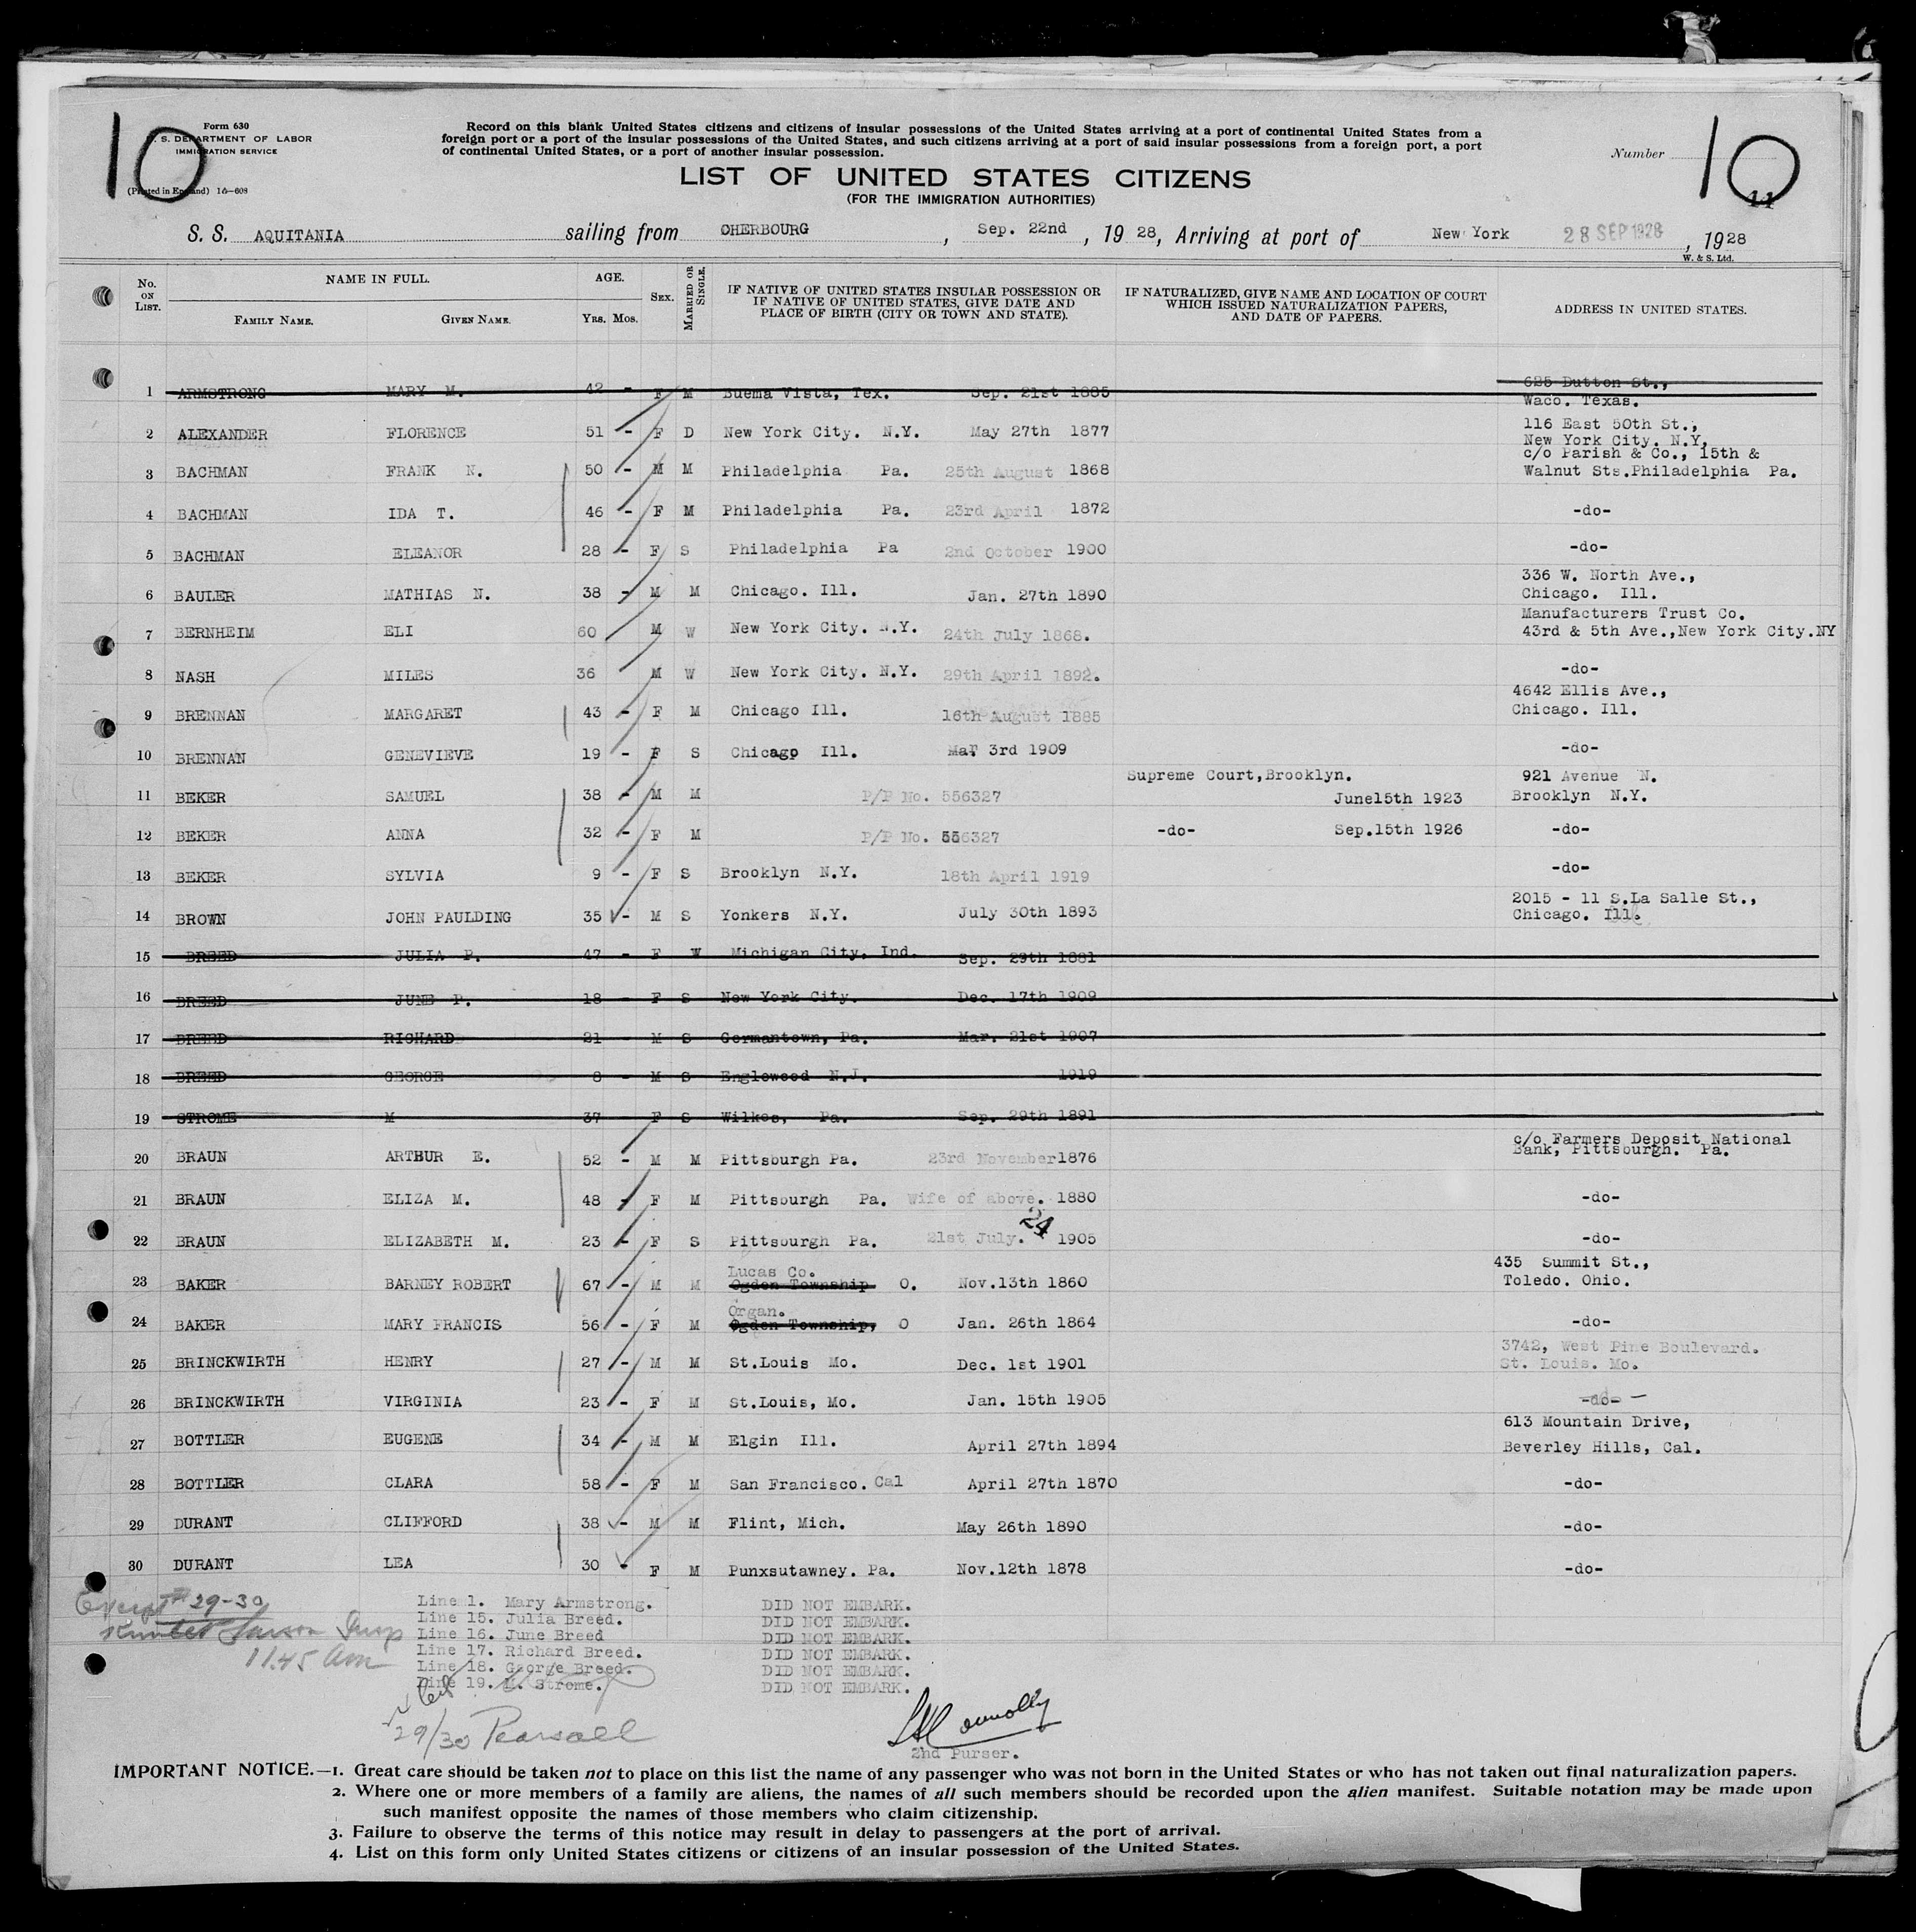 10
Form 630
U. S. DEPARTMENT OF LABOR
IMMIGRATION SERVICE
(Printed in England) 16—608
Record on this blank United States citizens and citizens of insular possessions of the United States arriving at a port of continental United States from a
foreign port or a port of the insular possessions of the United States, and such citizens arriving at a port of said insular possessions from a foreign port, a port
of continental United States, or a port of another insular possession.
Number
10
11
LIST OF UNITED STATES CITIZENS
(FOR THE IMMIGRATION AUTHORITIES)
S. S. AQUITANIA sailing from CHERBOURG, Sep. 22nd, 1928, Arriving at port of New York 28 SEP 1928, 1928
W. & S. Ltd.
No. ON LIST. NAME IN FULL. AGE. SEX. MARRIED OR SINGLE. IF NATIVE OF UNITED STATES INSULAR POSSESSION OR IF NATIVE OF UNITED STATES, GIVE DATE AND PLACE OF BIRTH (CITY OR TOWN AND STATE). IF NATURALIZED, GIVE NAME AND LOCATION OF COURT WHICH ISSUED NATURALIZATION PAPERS, AND DATE OF PAPERS. ADDRESS IN UNITED STATES.
FAMILY NAME. GIVEN NAME. YRS. MOS.
625 Dutton St.,
1 ARMSTRONG MARY M. 42 - F M Buema Vista, Tex. Sep. 21st 1885 Waco. Texas.
116 East 50th St.,
2 ALEXANDER FLORENCE 51 - F D New York City. N.Y. May 27th 1877 New York City. N.Y.
c/o Parish & Co., 15th &
3 BACHMAN FRANK N. 50 - M M Philadelphia Pa. 25th August 1868 Walnut Sts.Philadelphia Pa.
4 BACHMAN IDA T. 46 - F M Philadelphia Pa. 23rd April 1872 -do-
5 BACHMAN ELEANOR 28 - F S Philadelphia Pa 2nd October 1900 -do-
336 W. North Ave.,
6 BAULER MATHIAS N. 38 - M M Chicago. Ill. Jan. 27th 1890 Chicago. Ill.
Manufacturers Trust Co.
7 BERNHEIM ELI 60 M W New York City. N.Y. 24th July 1868. 43rd & 5th Ave.,New York City.NY
8 NASH MILES 36 M W New York City. N.Y. 29th April 1892. -do-
4642 Ellis Ave.,
9 BRENNAN MARGARET 43 - F M Chicago Ill. 16th August 1885 Chicago. Ill.
10 BRENNAN GENEVIEVE 19 - F S Chicago Ill. Mar 3rd 1909 -do-
Supreme Court,Brooklyn. 921 Avenue N.
11 BEKER SAMUEL 38 - M M P/P No. 556327 June15th 1923 Brooklyn N.Y.
12 BEKER ANNA 32 - F M P/P No. 556327 -do- Sep.15th 1926 -do-
13 BEKER SYLVIA 9 - F S Brooklyn N.Y. 18th April 1919 -do-
2015 - 11 S.La Salle St.,
14 BROWN JOHN PAULDING 35 - M S Yonkers N.Y. July 30th 1893 Chicago. Ill.
15 BREED JULIA P. 47 - F W Michigan City, Ind. Sep. 29th 1881
16 BREED JUNE P. 18 - F S New York City. Dec. 17th 1909
17 BREED RICHARD 21 - M S Germantown, Pa. Mar. 21st 1907
18 BREED GEORGE 8 - M S Englewood N.J. 1919
19 STROME M 37 F S Wilkes, Pa. Sep. 29th 1891
c/o Farmers Deposit National
Bank, Pittsburgh. Pa.
20 BRAUN ARTHUR E. 52 - M M Pittsburgh Pa. 23rd November1876
21 BRAUN ELIZA M. 48 - F M Pittsburgh Pa. Wife of above. 1880 -do-
24
22 BRAUN ELIZABETH M. 23 - F S Pittsburgh Pa. 21st July. 1905 -do-
Lucas Co. 435 Summit St.,
23 BAKER BARNEY ROBERT 67 - M M Ogden Township O. Nov.13th 1860 Toledo. Ohio.
Organ.
24 BAKER MARY FRANCIS 56 - F M Ogden Township, O Jan. 26th 1864 -do-
3742, West Pine Boulevard.
25 BRINCKWIRTH HENRY 27 - M M St.Louis Mo. Dec. 1st 1901 St. Louis. Mo.
26 BRINCKWIRTH VIRGINIA 23 - F M St.Louis, Mo. Jan. 15th 1905 -do-
613 Mountain Drive,
27 BOTTLER EUGENE 34 - M M Elgin Ill. April 27th 1894 Beverley Hills, Cal.
28 BOTTLER CLARA 58 - F M San Francisco. Cal April 27th 1870 -do-
29 DURANT CLIFFORD 38 - M M Flint, Mich. May 26th 1890 -do-
30 DURANT LEA 30 - F M Punxsutawney. Pa. Nov.12th 1878 -do-
# 29-30
11.45 Am
Line 1. Mary Armstrong. DID NOT EMBARK.
Line 15. Julia Breed. DID NOT EMBARK.
Line 16. June Breed DID NOT EMBARK.
Line 17. Richard Breed. DID NOT EMBARK.
Line 18. George Breed. DID NOT EMBARK.
Line 19. M. Strome. DID NOT EMBARK.
29/30 Pearsall
Connolly
2nd Purser.
IMPORTANT NOTICE.—1. Great care should be taken not to place on this list the name of any passenger who was not born in the United States or who has not taken out final naturalization papers.
2. Where one or more members of a family are aliens, the names of all such members should be recorded upon the alien manifest. Suitable notation may be made upon
such manifest opposite the names of those members who claim citizenship.
3. Failure to observe the terms of this notice may result in delay to passengers at the port of arrival.
4. List on this form only United States citizens or citizens of an insular possession of the United States.